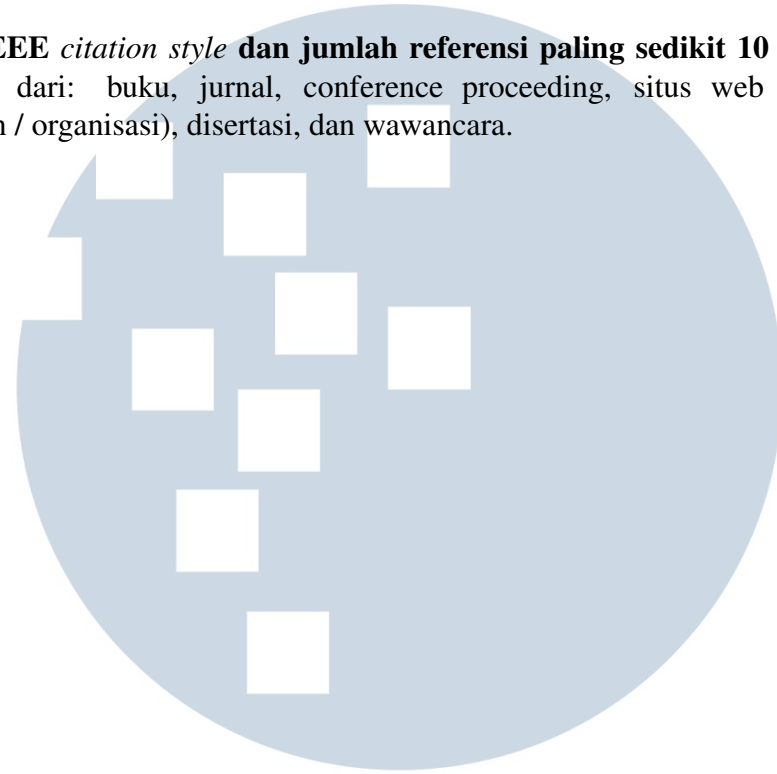 EEE citation style dan jumlah referensi paling sedikit 10
dari: buku, jurnal, conference proceeding, situs web
/ organisasi), disertasi, dan wawancara.